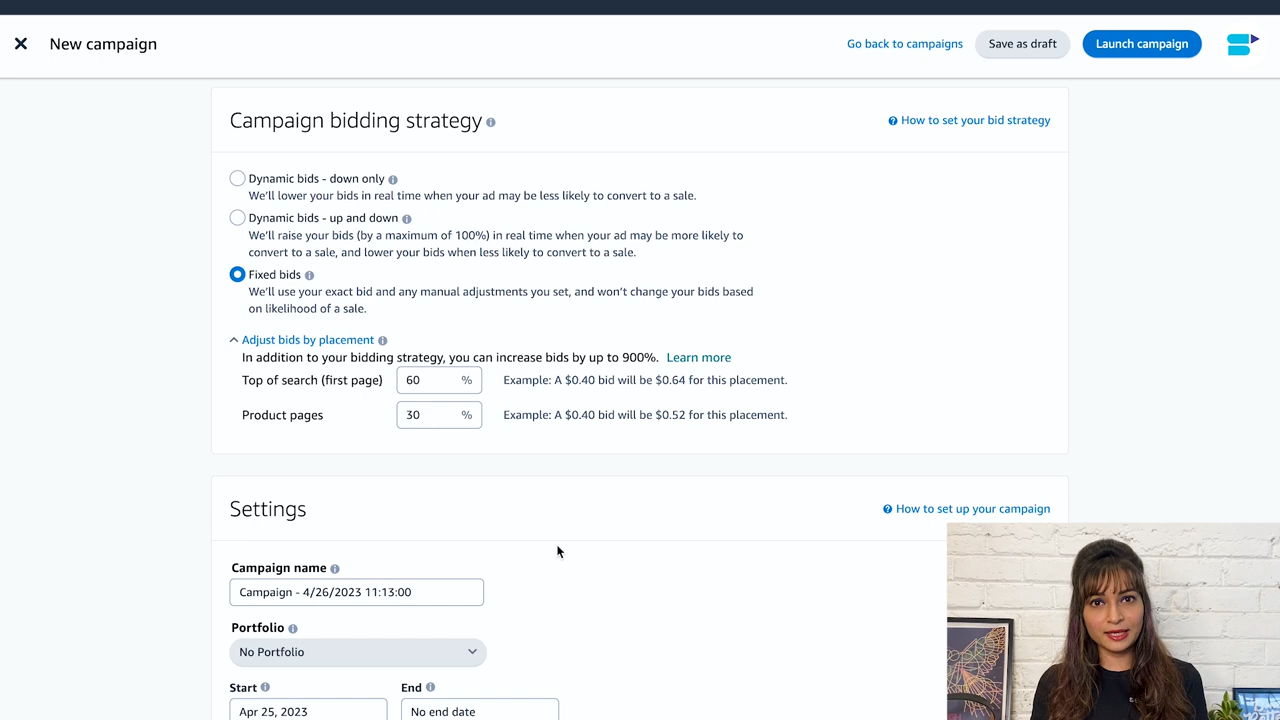 New campaign
Go back to campaigns
Save as draft
Launch campaign
Campaign bidding strategy
How to set your bid strategy
Dynamic bids - down only
We'll lower your bids in real time when your ad may be less likely to convert to a sale.
Dynamic bids - up and down
We'll raise your bids (by a maximum of 100%) in real time when your ad may be more likely to
convert to a sale, and lower your bids when less likely to convert to a sale.
Fixed bids
We'll use your exact bid and any manual adjustments you set, and won't change your bids based
on likelihood of a sale.
Adjust bids by placement
In addition to your bidding strategy, you can increase bids by up to 900%. Learn more
Top of search (first page) 60 % Example: A $0.40 bid will be $0.64 for this placement.
Product pages 30 % Example: A $0.40 bid will be $0.52 for this placement.
Settings
How to set up your campaign
Campaign name
Campaign - 4/26/2023 11:13:00
Portfolio
No Portfolio
Start End
Apr 25, 2023 No end date